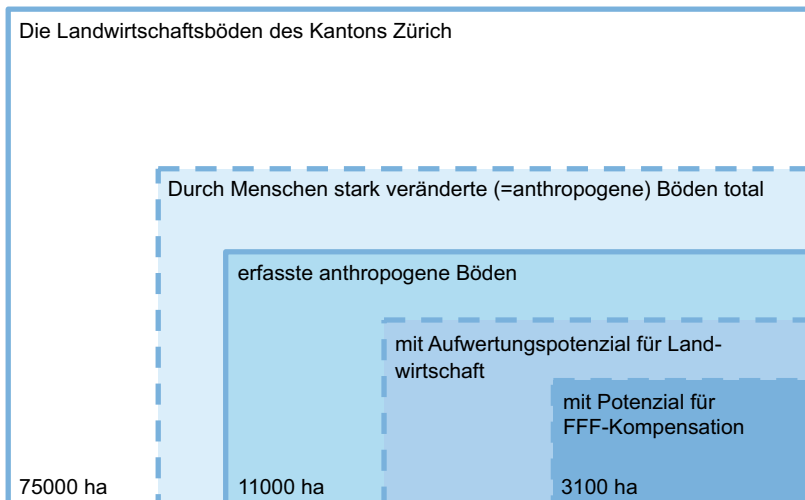 Die Landwirtschaftsböden des Kantons Zürich
Durch Menschen stark veränderte (=anthropogene) Böden total
erfasste anthropogene Böden
mit Aufwertungspotenzial für Land-
wirtschaft
mit Potenzial für
FFF-Kompensation
75000 ha
11000 ha
3100 ha